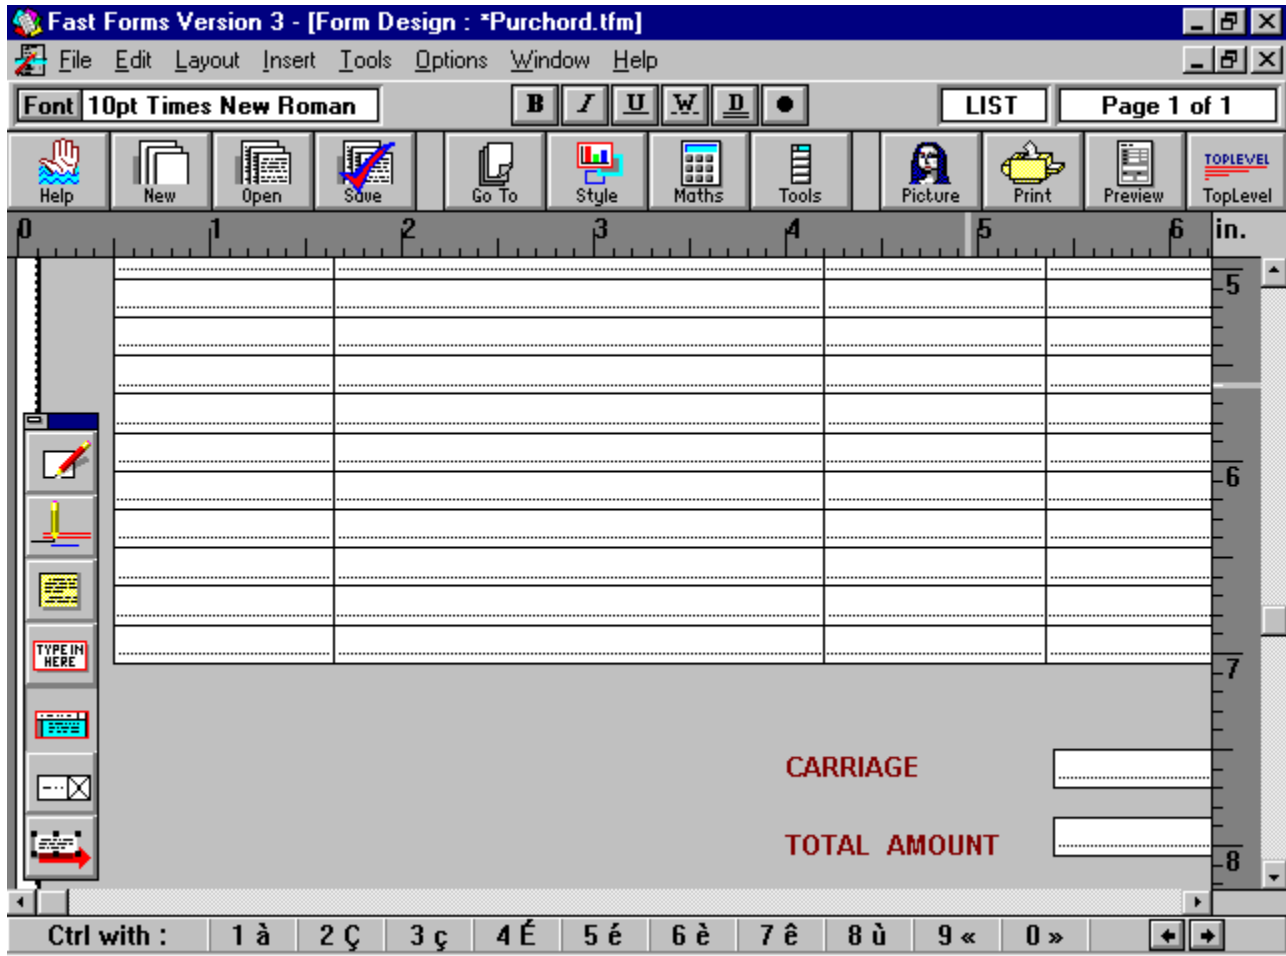 Fast Forms Version 3 - [Form Design : *Purchord.tfm]
File Edit Layout Insert Tools Options Window Help
Font 10pt Times New Roman B I U W D LIST Page 1 of 1
TOPLEVEL
Help New Open Save Go To Style Maths Tools Picture Print Preview TopLevel
0 1 2 3 4 5 6 in.
5
6
TYPE IN
HERE
7
CARRIAGE
TOTAL AMOUNT
8
Ctrl with : 1 à 2 Ç 3 ç 4 É 5 é 6 è 7 ê 8 ù 9 « 0 »